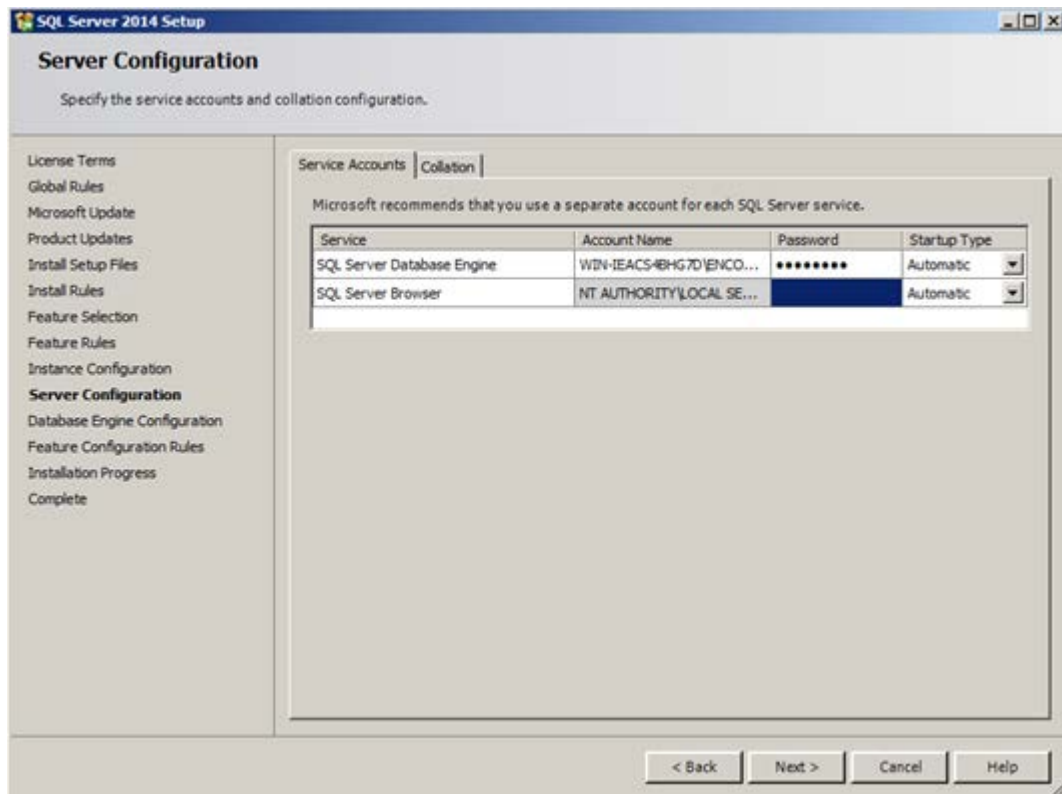 SQL Server 2014 Setup
Server Configuration
Specify the service accounts and collation configuration.
License Terms
Global Rules
Microsoft Update
Product Updates
Install Setup Files
Install Rules
Feature Selection
Feature Rules
Instance Configuration
Server Configuration
Database Engine Configuration
Feature Configuration Rules
Installation Progress
Complete
Service Accounts Collation
Microsoft recommends that you use a separate account for each SQL Server service.
Service Account Name Password Startup Type
SQL Server Database Engine WIN-IEACS4BHG7D\ENCO... ●●●●●●●● Automatic
SQL Server Browser NT AUTHORITY\LOCAL SE... Automatic
< Back Next > Cancel Help